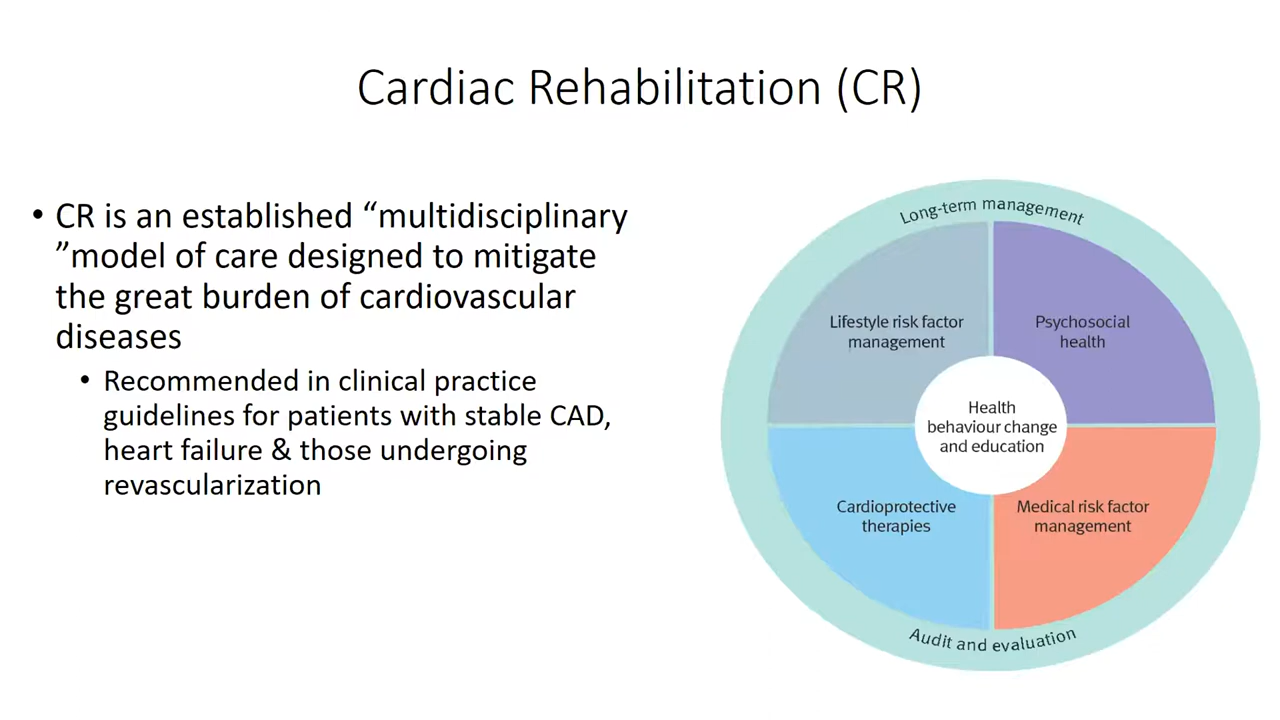 Cardiac Rehabilitation (CR)
• CR is an established “multidisciplinary
”model of care designed to mitigate
the great burden of cardiovascular
diseases
• Recommended in clinical practice
guidelines for patients with stable CAD,
heart failure & those undergoing
revascularization
Long-term management
Lifestyle risk factor
management
Psychosocial
health
Health
behaviour change
and education
Cardioprotective
therapies
Medical risk factor
management
Audit and evaluation